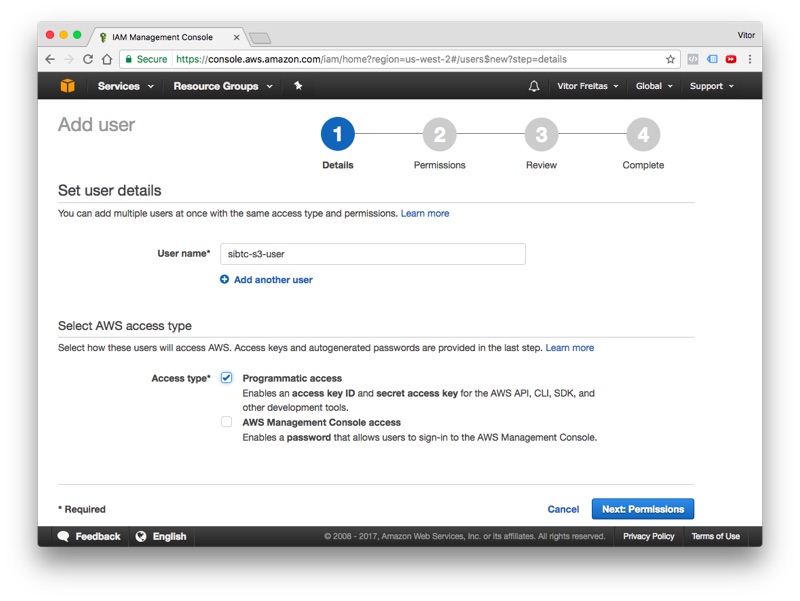 IAM Management Console
Vitor
Secure https://console.aws.amazon.com/iam/home?region=us-west-2#/users$new?step=details
Services Resource Groups Vitor Freitas Global Support
Add user
1 2 3 4
Details Permissions Review Complete
Set user details
You can add multiple users at once with the same access type and permissions. Learn more
User name* sibtc-s3-user
Add another user
Select AWS access type
Select how these users will access AWS. Access keys and autogenerated passwords are provided in the last step. Learn more
Access type* Programmatic access
Enables an access key ID and secret access key for the AWS API, CLI, SDK, and
other development tools.
AWS Management Console access
Enables a password that allows users to sign-in to the AWS Management Console.
* Required Cancel Next: Permissions
Feedback English © 2008 - 2017, Amazon Web Services, Inc. or its affiliates. All rights reserved. Privacy Policy Terms of Use